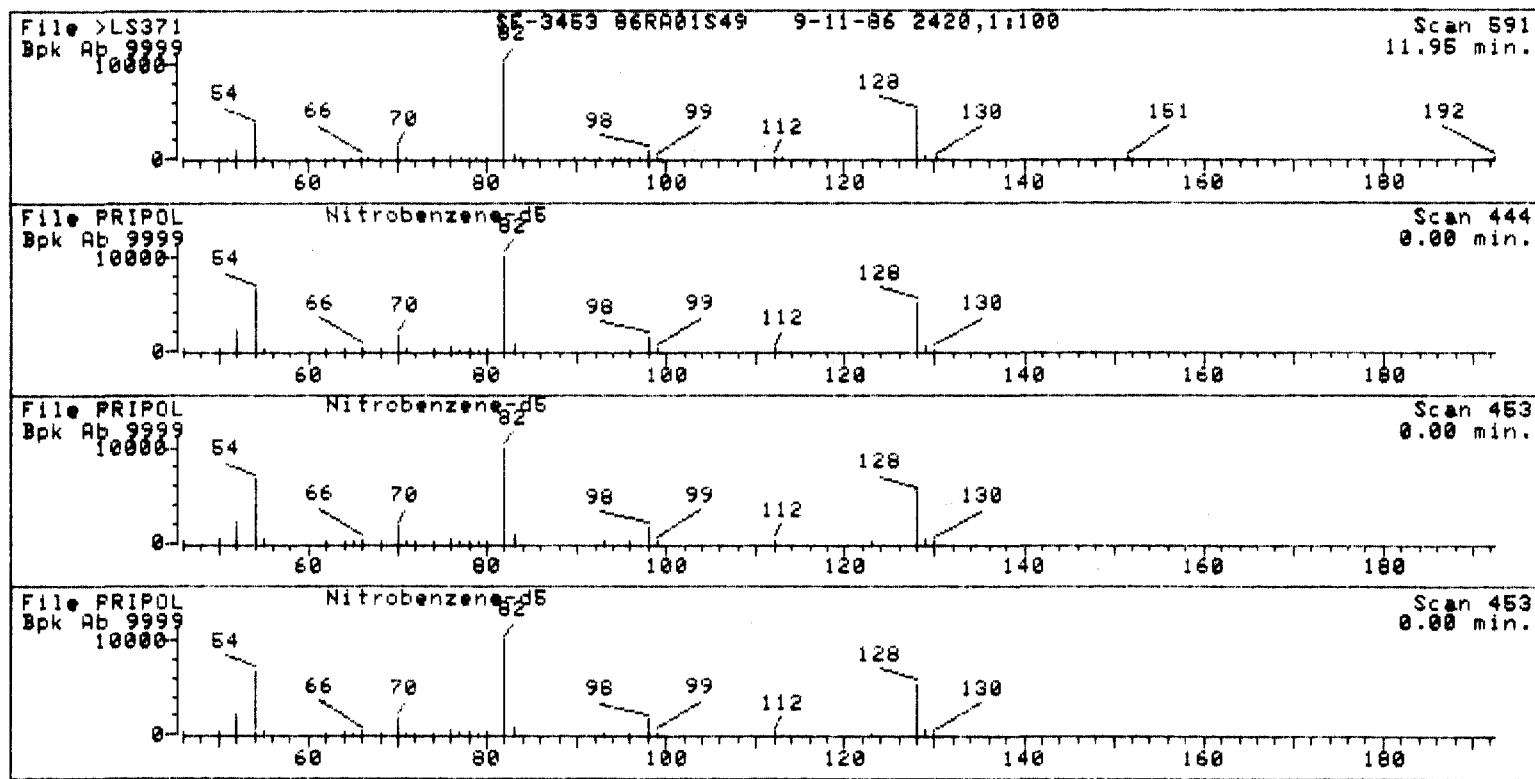 File >LS371 SF-3453 86RA01S49 9-11-86 2420,1:100 Scan 591
Bpk Ab 9999 82 11.95 min.
10000
128
54 66 70 98 99 112 130 151 192
0
60 80 100 120 140 160 180
File PRIPOL Nitrobenzene-d5 Scan 444
Bpk Ab 9999 82 0.00 min.
10000
54 128
66 70 98 99 112 130
0
60 80 100 120 140 160 180
File PRIPOL Nitrobenzene-d5 Scan 453
Bpk Ab 9999 82 0.00 min.
10000
54 128
66 70 98 99 112 130
0
60 80 100 120 140 160 180
File PRIPOL Nitrobenzene-d5 Scan 453
Bpk Ab 9999 82 0.00 min.
10000
54 128
66 70 98 99 112 130
0
60 80 100 120 140 160 180